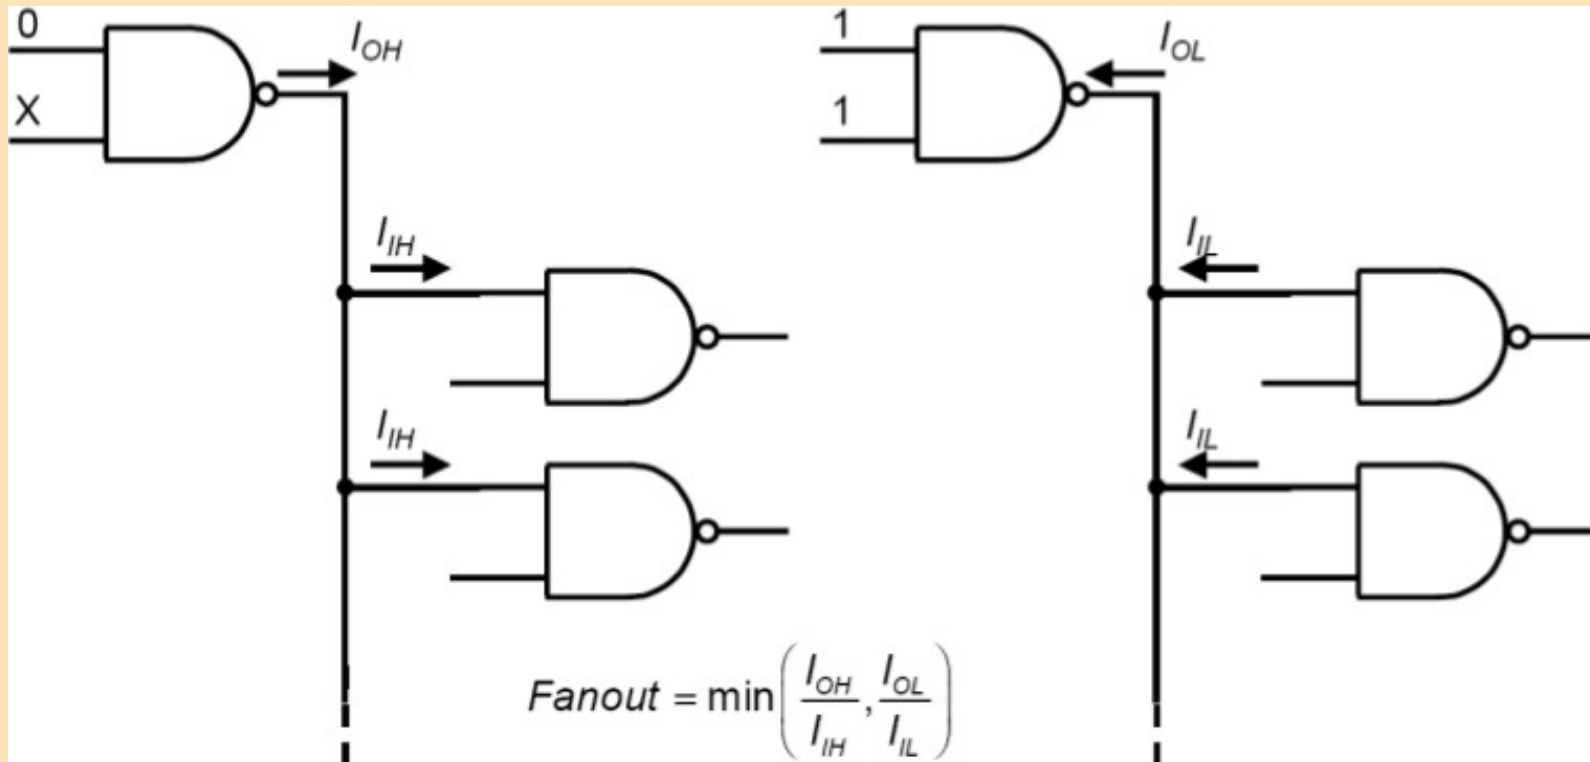 0
I_OH
X
1
I_OL
1
I_IH
I_IL
I_IH
I_IL
Fanout = min(I_OH/I_IH, I_OL/I_IL)